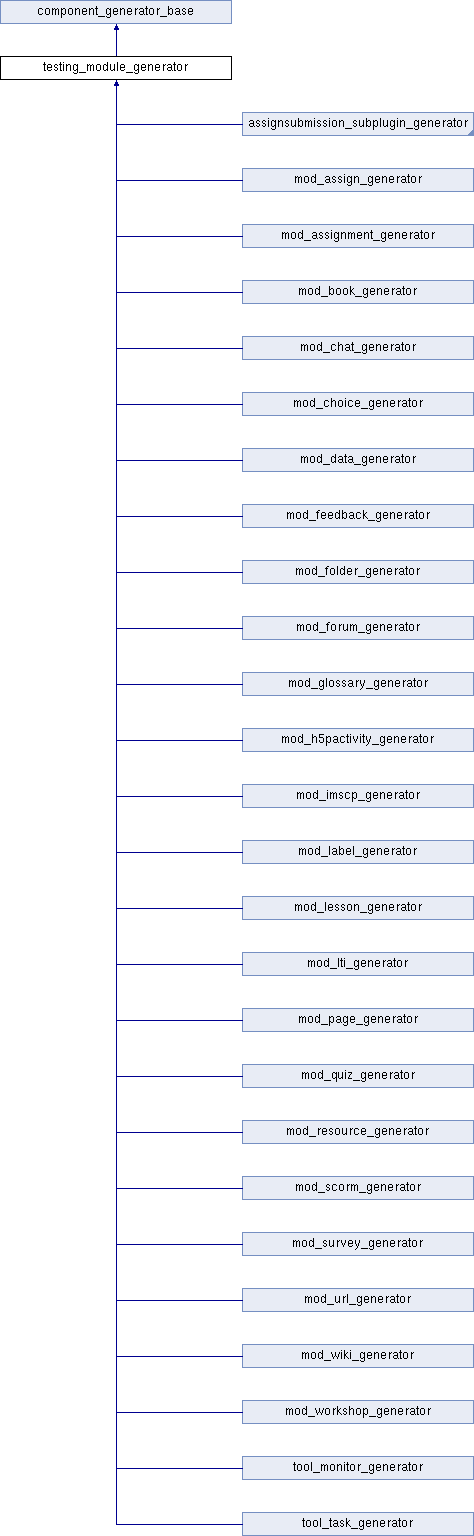 component_generator_base
testing_module_generator
assignsubmission_subplugin_generator
mod_assign_generator
mod_assignment_generator
mod_book_generator
mod_chat_generator
mod_choice_generator
mod_data_generator
mod_feedback_generator
mod_folder_generator
mod_forum_generator
mod_glossary_generator
mod_h5pactivity_generator
mod_imscp_generator
mod_label_generator
mod_lesson_generator
mod_lti_generator
mod_page_generator
mod_quiz_generator
mod_resource_generator
mod_scorm_generator
mod_survey_generator
mod_url_generator
mod_wiki_generator
mod_workshop_generator
tool_monitor_generator
tool_task_generator